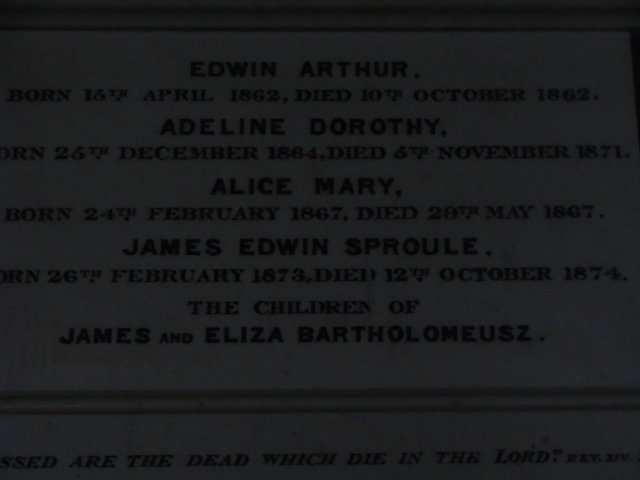 EDWIN ARTHUR,
BORN 15TH APRIL 1862, DIED 10TH OCTOBER 1862.
ADELINE DOROTHY,
ORN 25TH DECEMBER 1864, DIED 5TH NOVEMBER 1871.
ALICE MARY,
BORN 24TH FEBRUARY 1867, DIED 29TH MAY 1867.
JAMES EDWIN SPROULE,
ORN 26TH FEBRUARY 1873, DIED 12TH OCTOBER 1874.
THE CHILDREN OF
JAMES AND ELIZA BARTHOLOMEUSZ.
SSED ARE THE DEAD WHICH DIE IN THE LORD." REV. XIV.